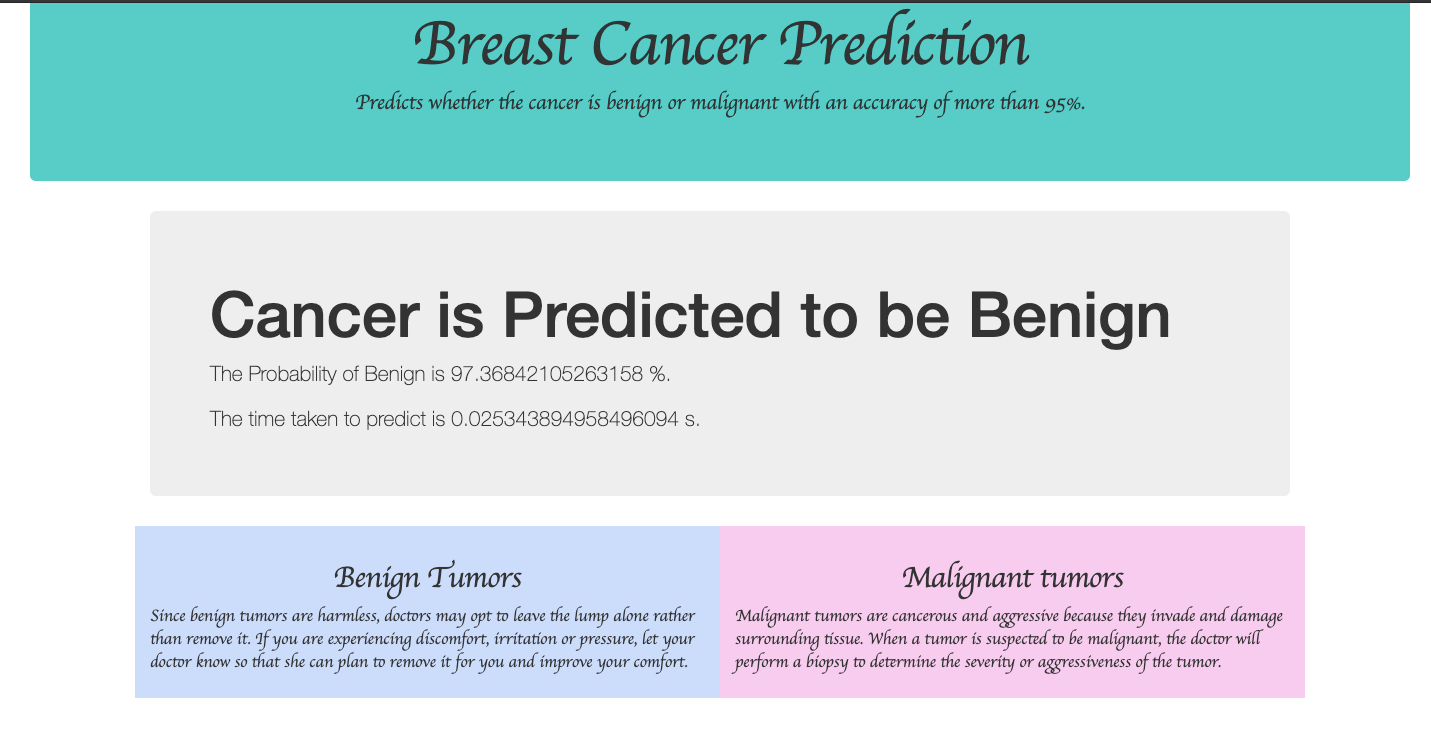 Breast Cancer Prediction
Predicts whether the cancer is benign or malignant with an accuracy of more than 95%.
Cancer is Predicted to be Benign
The Probability of Benign is 97.36842105263158 %.
The time taken to predict is 0.025343894958496094 s.
Benign Tumors
Since benign tumors are harmless, doctors may opt to leave the lump alone rather
than remove it. If you are experiencing discomfort, irritation or pressure, let your
doctor know so that she can plan to remove it for you and improve your comfort.
Malignant tumors
Malignant tumors are cancerous and aggressive because they invade and damage
surrounding tissue. When a tumor is suspected to be malignant, the doctor will
perform a biopsy to determine the severity or aggressiveness of the tumor.